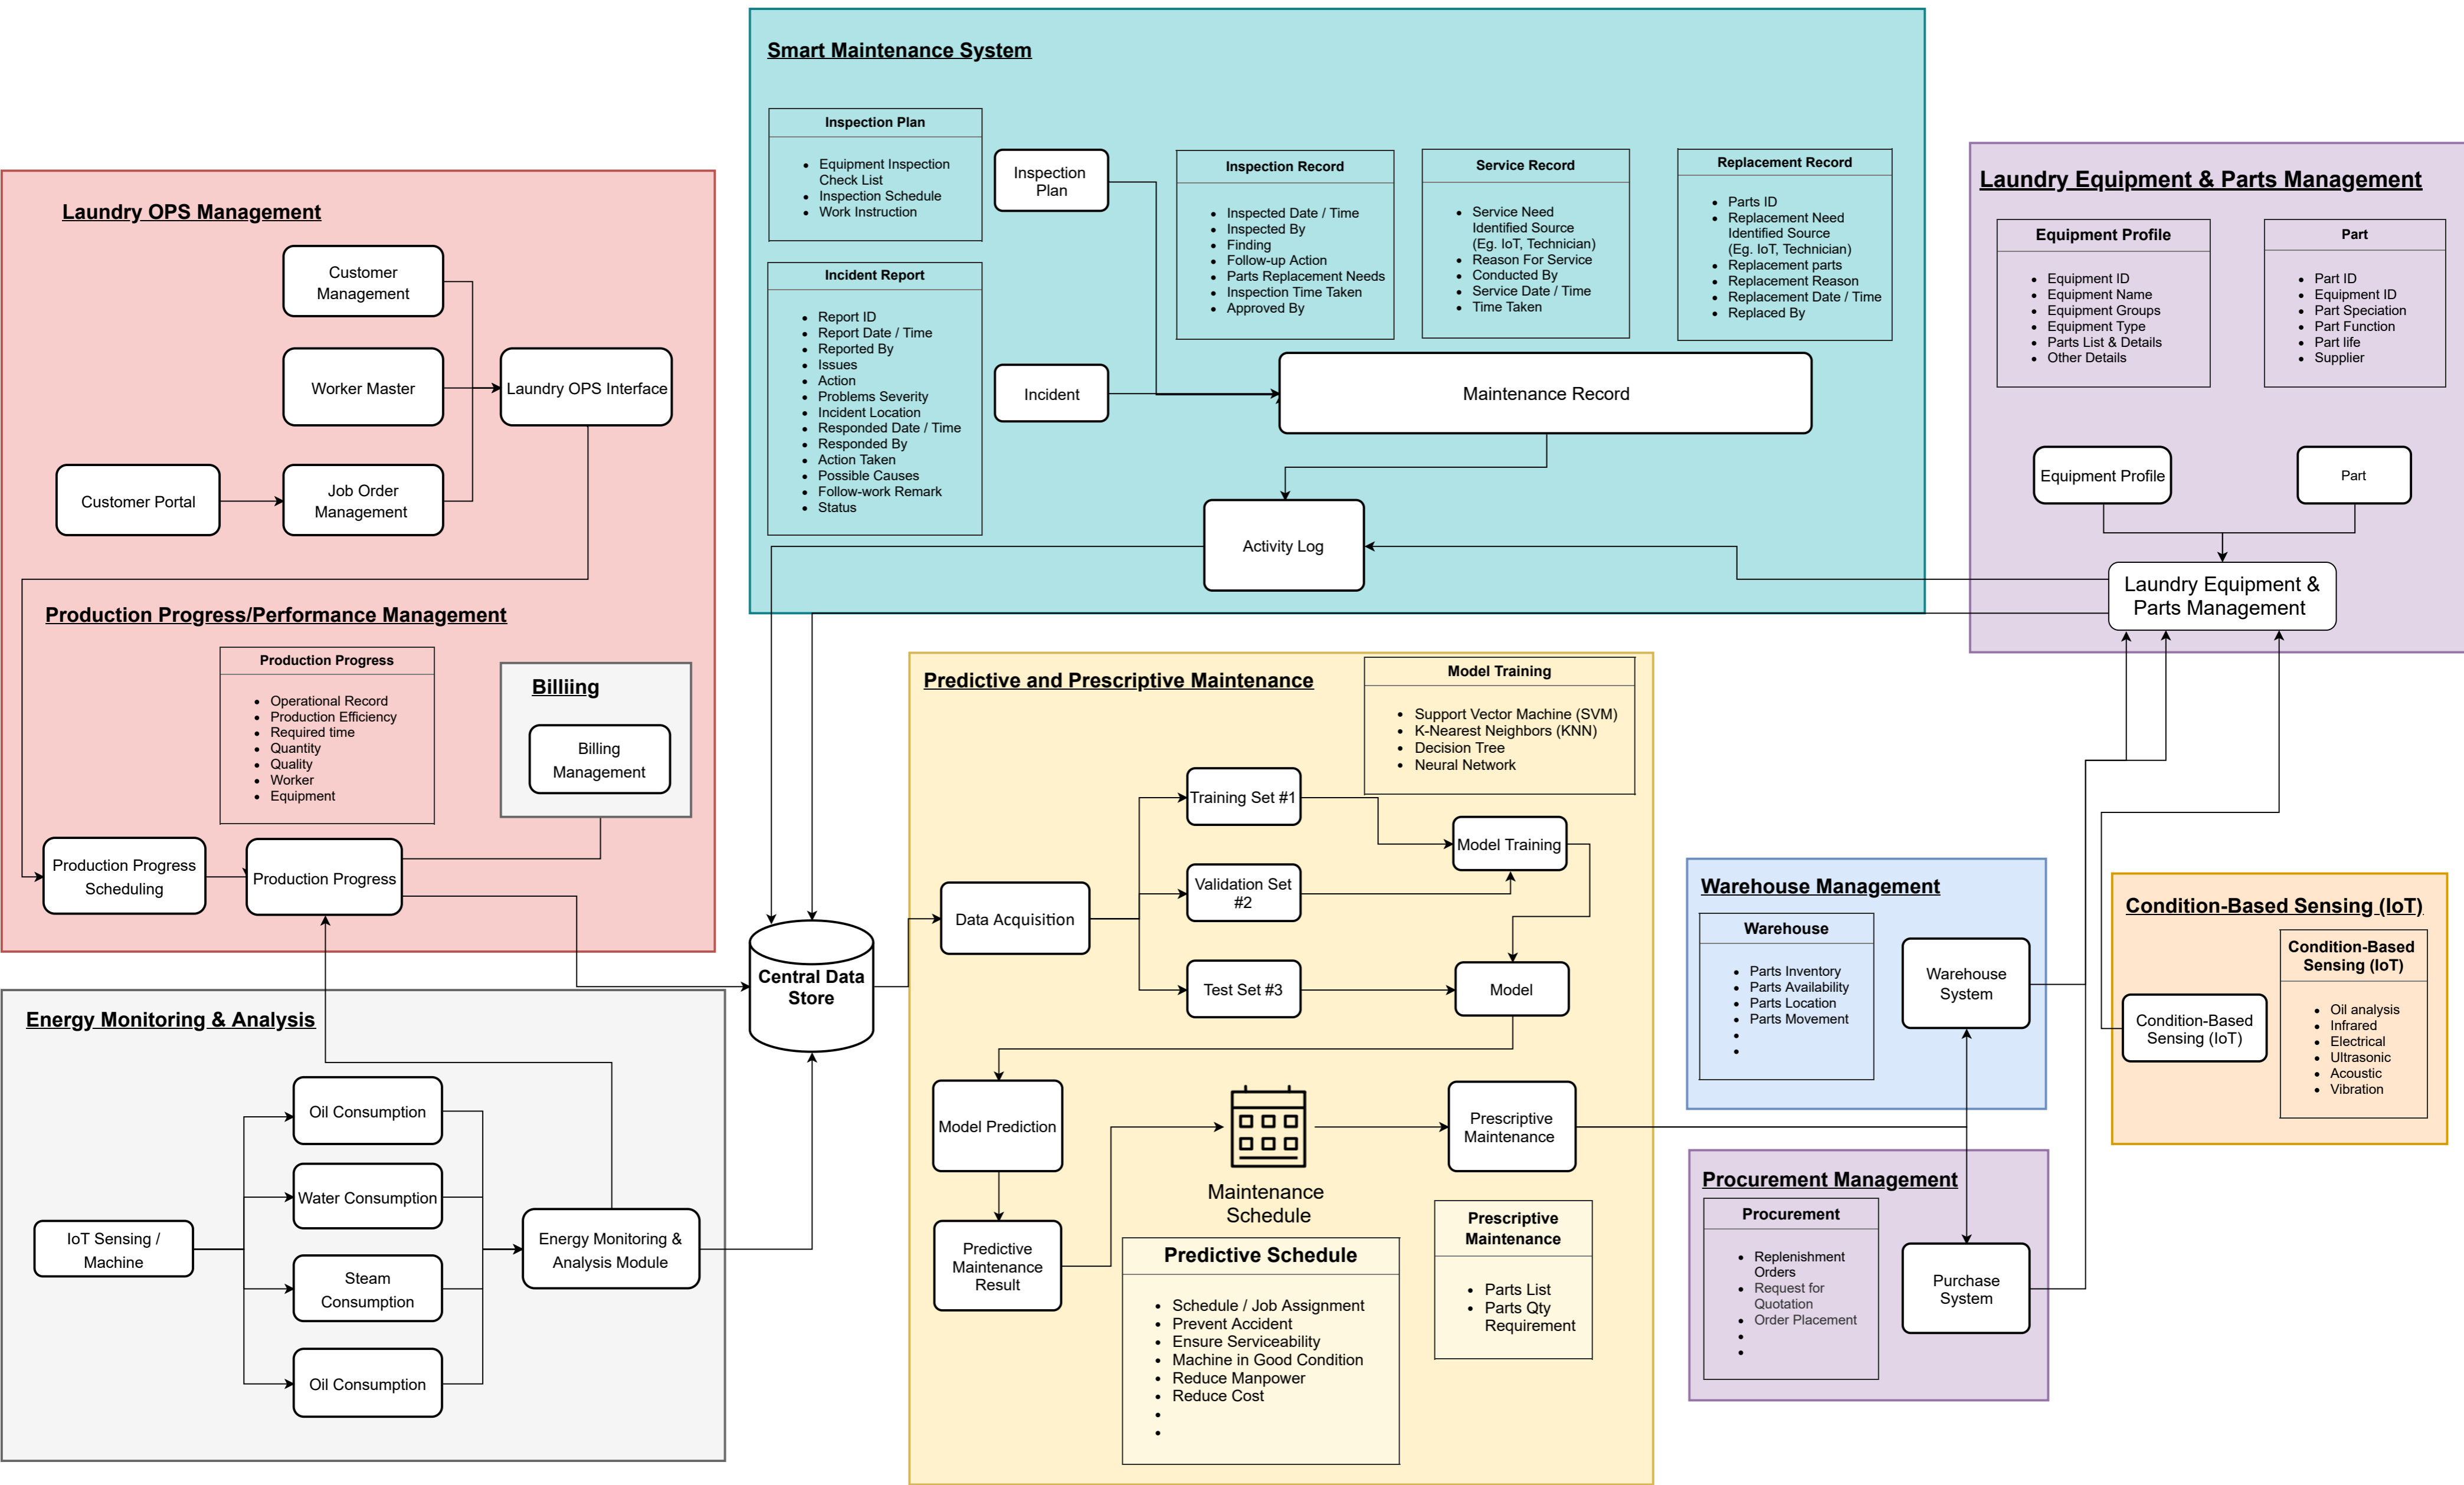 Smart Maintenance System
Inspection Plan
Equipment Inspection
Check List
Inspection Schedule
Work Instruction
Inspection
Plan
Inspection Record
Inspected Date / Time
Inspected By
Finding
Follow-up Action
Parts Replacement Needs
Inspection Time Taken
Approved By
Service Record
Service Need
Identified Source
(Eg. IoT, Technician)
Reason For Service
Conducted By
Service Date / Time
Time Taken
Replacement Record
Parts ID
Replacement Need
Identified Source
(Eg. IoT, Technician)
Replacement parts
Replacement Reason
Replacement Date / Time
Replaced By
Incident Report
Report ID
Report Date / Time
Reported By
Issues
Action
Problems Severity
Incident Location
Responded Date / Time
Responded By
Action Taken
Possible Causes
Follow-work Remark
Status
Incident
Maintenance Record
Activity Log
Laundry Equipment & Parts Management
Equipment Profile
Equipment ID
Equipment Name
Equipment Groups
Equipment Type
Parts List & Details
Other Details
Part
Part ID
Equipment ID
Part Speciation
Part Function
Part life
Supplier
Equipment Profile
Part
Laundry Equipment &
Parts Management
Laundry OPS Management
Customer
Management
Worker Master
Laundry OPS Interface
Customer Portal
Job Order
Management
Production Progress/Performance Management
Production Progress
Operational Record
Production Efficiency
Required time
Quantity
Quality
Worker
Equipment
Billiing
Billing
Management
Production Progress
Scheduling
Production Progress
Central Data
Store
Energy Monitoring & Analysis
Oil Consumption
Water Consumption
IoT Sensing /
Machine
Steam
Consumption
Oil Consumption
Energy Monitoring &
Analysis Module
Predictive and Prescriptive Maintenance
Model Training
Support Vector Machine (SVM)
K-Nearest Neighbors (KNN)
Decision Tree
Neural Network
Training Set #1
Model Training
Validation Set
#2
Data Acquisition
Test Set #3
Model
Model Prediction
Maintenance
Schedule
Prescriptive
Maintenance
Predictive
Maintenance
Result
Predictive Schedule
Schedule / Job Assignment
Prevent Accident
Ensure Serviceability
Machine in Good Condition
Reduce Manpower
Reduce Cost
Prescriptive
Maintenance
Parts List
Parts Qty
Requirement
Warehouse Management
Warehouse
Parts Inventory
Parts Availability
Parts Location
Parts Movement
Warehouse
System
Procurement Management
Procurement
Replenishment
Orders
Request for
Quotation
Order Placement
Purchase
System
Condition-Based Sensing (IoT)
Condition-Based
Sensing (IoT)
Condition-Based
Sensing (IoT)
Oil analysis
Infrared
Electrical
Ultrasonic
Acoustic
Vibration